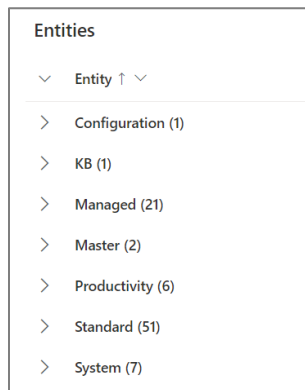 Entities
Entity ↑
Configuration (1)
KB (1)
Managed (21)
Master (2)
Productivity (6)
Standard (51)
System (7)